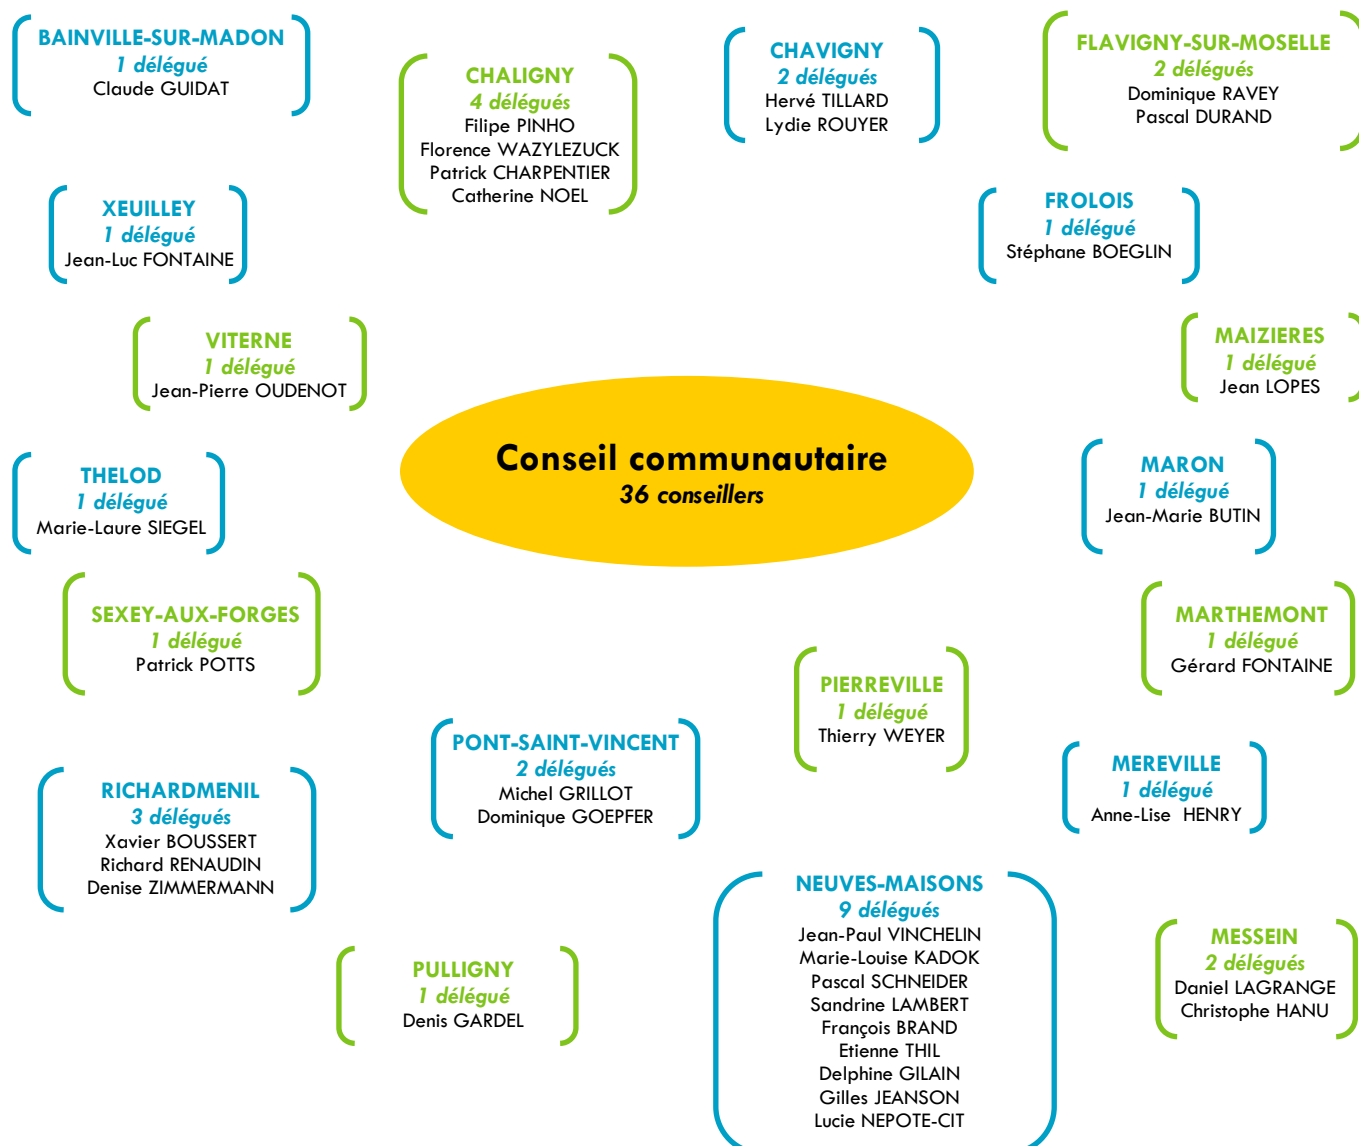 BAINVILLE-SUR-MADON
1 délégué
Claude GUIDAT
CHALIGNY
4 délégués
Filipe PINHO
Florence WAZYLEZUCK
Patrick CHARPENTIER
Catherine NOEL
CHAVIGNY
2 délégués
Hervé TILLARD
Lydie ROUYER
FLAVIGNY-SUR-MOSELLE
2 délégués
Dominique RAVEY
Pascal DURAND
XEUILLEY
1 délégué
Jean-Luc FONTAINE
FROLOIS
1 délégué
Stéphane BOEGLIN
VITERNE
1 délégué
Jean-Pierre OUDENOT
MAIZIERES
1 délégué
Jean LOPES
Conseil communautaire
36 conseillers
THELOD
1 délégué
Marie-Laure SIEGEL
MARON
1 délégué
Jean-Marie BUTIN
SEXEY-AUX-FORGES
1 délégué
Patrick POTTS
MARTHEMONT
1 délégué
Gérard FONTAINE
PIERREVILLE
1 délégué
Thierry WEYER
PONT-SAINT-VINCENT
2 délégués
Michel GRILLOT
Dominique GOEPFER
MEREVILLE
1 délégué
Anne-Lise  HENRY
RICHARDMENIL
3 délégués
Xavier BOUSSERT
Richard RENAUDIN
Denise ZIMMERMANN
NEUVES-MAISONS
9 délégués
Jean-Paul VINCHELIN
Marie-Louise KADOK
Pascal SCHNEIDER
Sandrine LAMBERT
François BRAND
Etienne THIL
Delphine GILAIN
Gilles JEANSON
Lucie NEPOTE-CIT
MESSEIN
2 délégués
Daniel LAGRANGE
Christophe HANU
PULLIGNY
1 délégué
Denis GARDEL